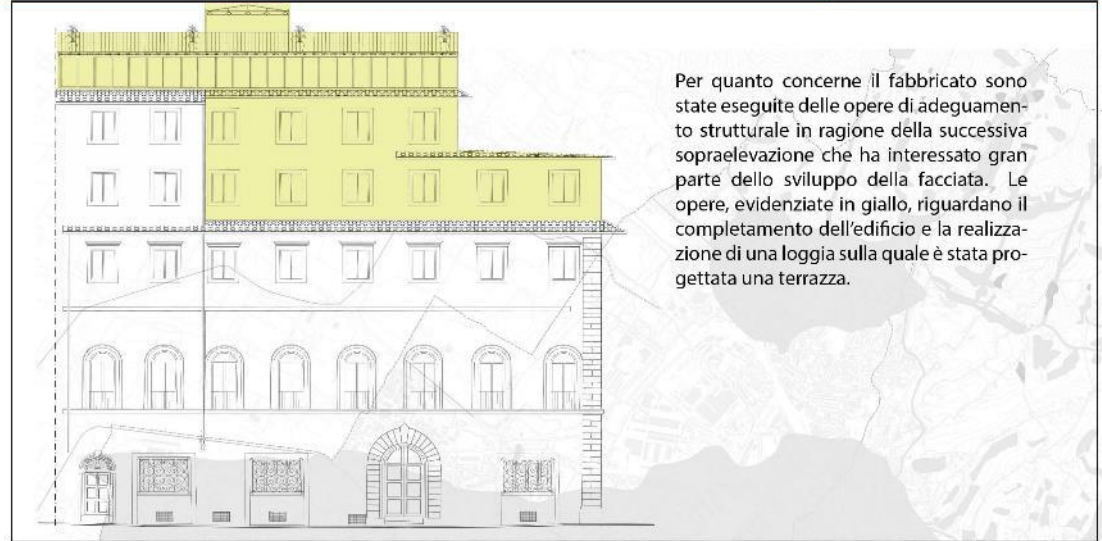 Per quanto concerne il fabbricato sono
state eseguite delle opere di adeguamen-
to strutturale in ragione della successiva
sopraelevazione che ha interessato gran
parte dello sviluppo della facciata. Le
opere, evidenziate in giallo, riguardano il
completamento dell'edificio e la realizza-
zione di una loggia sulla quale è stata pro-
gettata una terrazza.